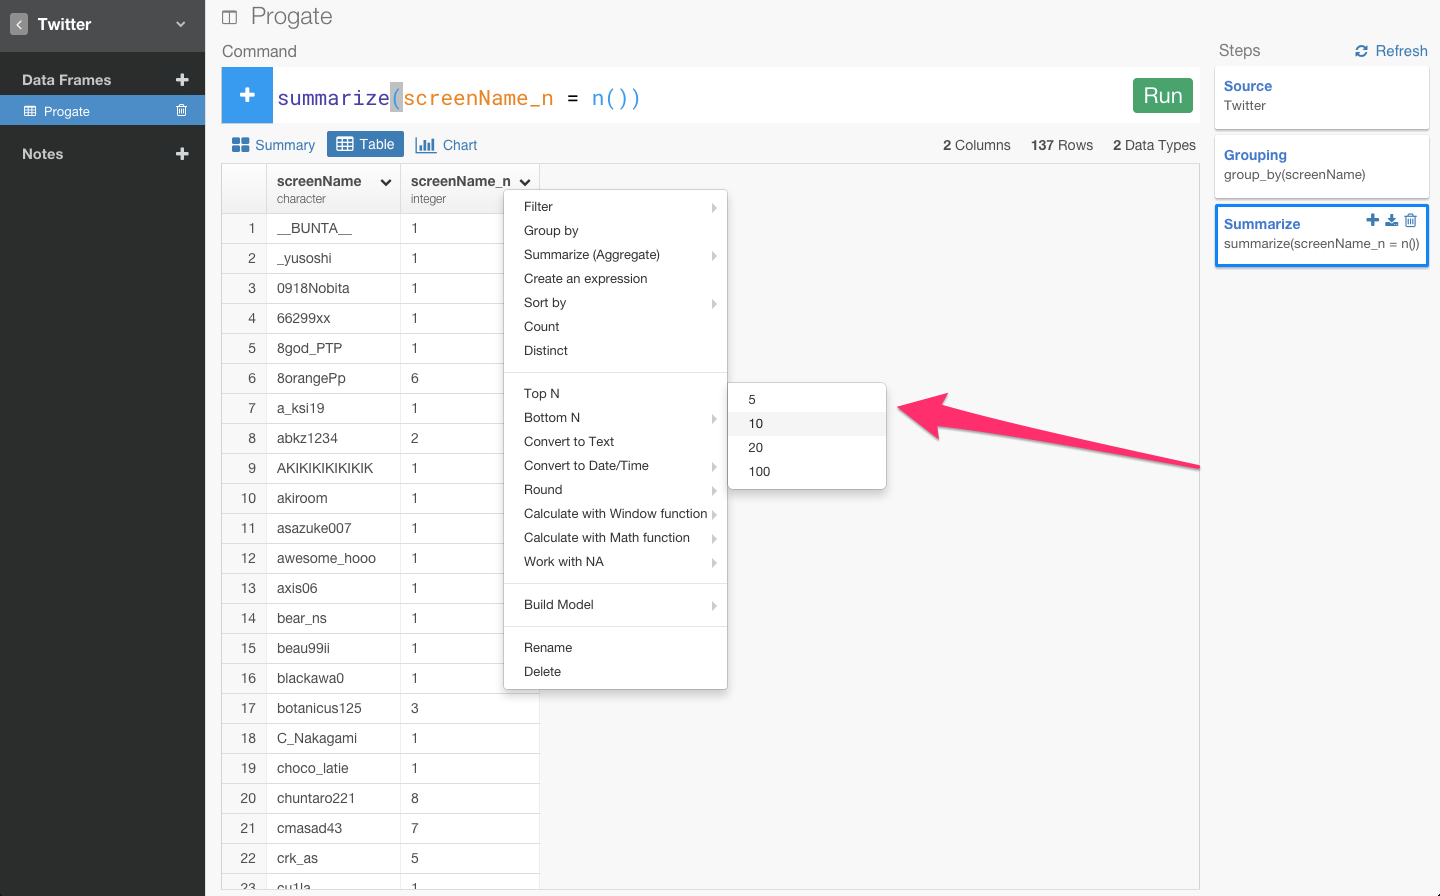 Twitter
Data Frames
Progate
Notes
Progate
Command
summarize(screenName_n = n())
Run
Summary
Table
Chart
2 Columns 137 Rows 2 Data Types
screenName screenName_n
character integer
1 __BUNTA__ 1
2 _yusoshi 1
3 0918Nobita 1
4 66299xx 1
5 8god_PTP 1
6 8orangePp 6
7 a_ksi19 1
8 abkz1234 2
9 AKIKIKIKIKIKIK 1
10 akiroom 1
11 asazuke007 1
12 awesome_hooo 1
13 axis06 1
14 bear_ns 1
15 beau99ii 1
16 blackawa0 1
17 botanicus125 3
18 C_Nakagami 1
19 choco_latie 1
20 chuntaro221 8
21 cmasad43 7
22 crk_as 5
23 cu1la 1
Filter
Group by
Summarize (Aggregate)
Create an expression
Sort by
Count
Distinct
Top N
Bottom N
Convert to Text
Convert to Date/Time
Round
Calculate with Window function
Calculate with Math function
Work with NA
Build Model
Rename
Delete
5
10
20
100
Steps
Refresh
Source
Twitter
Grouping
group_by(screenName)
Summarize
summarize(screenName_n = n())